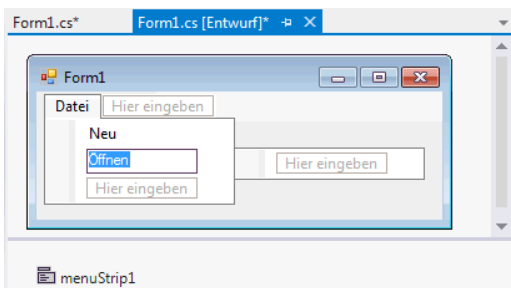 Form1.cs* Form1.cs [Entwurf]*
Form1
Datei Hier eingeben
Neu
Öffnen Hier eingeben
Hier eingeben
menuStrip1